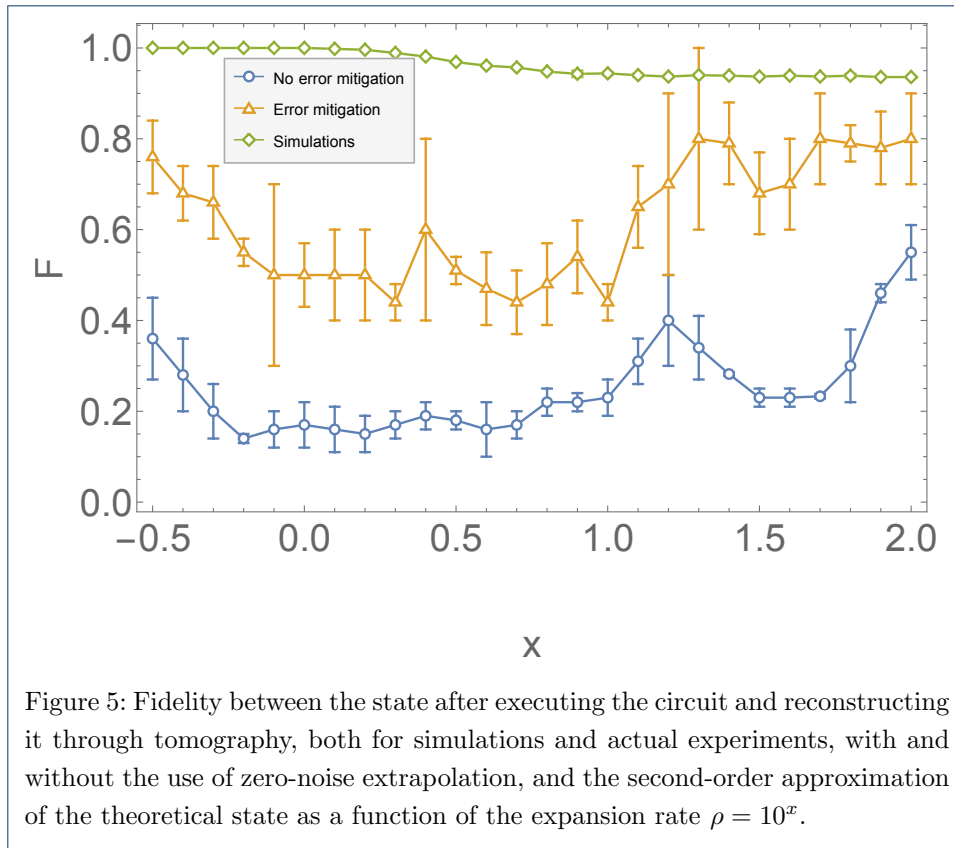 1.0
0.8
0.6
0.4
0.2
0.0
F
No error mitigation
Error mitigation
Simulations
−0.5 0.0 0.5 1.0 1.5 2.0
x
Figure 5: Fidelity between the state after executing the circuit and reconstructing
it through tomography, both for simulations and actual experiments, with and
without the use of zero-noise extrapolation, and the second-order approximation
of the theoretical state as a function of the expansion rate ρ = 10ˣ.